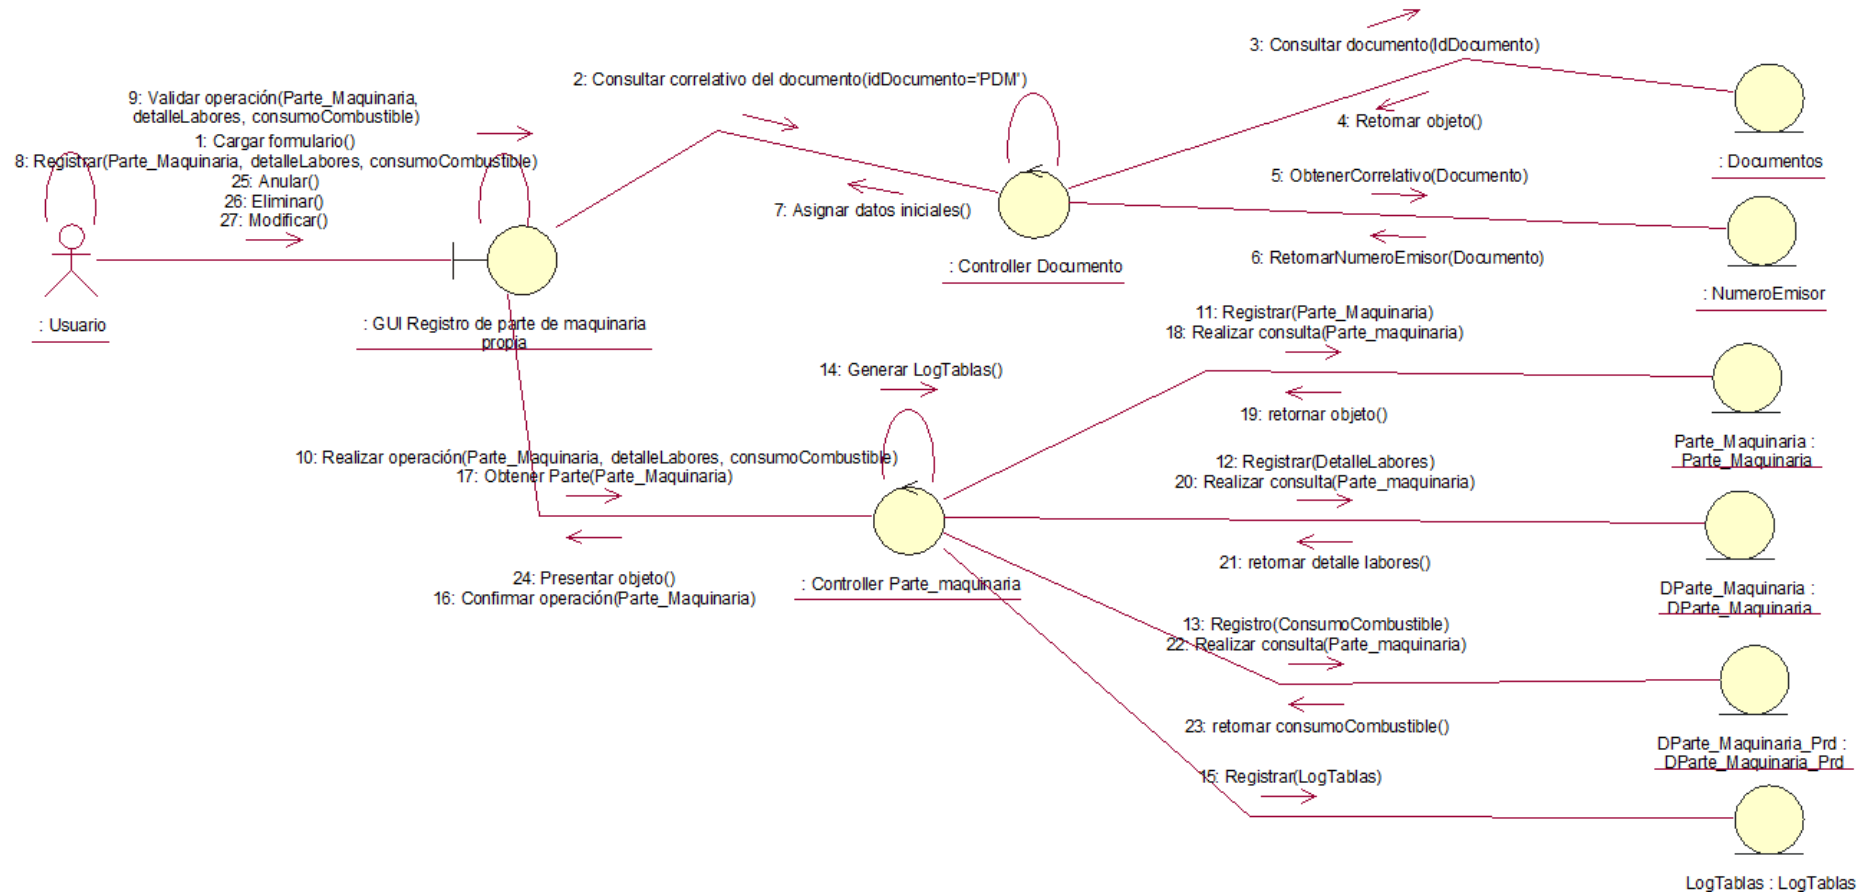 3: Consultar documento(IdDocumento)
2: Consultar correlativo del documento(idDocumento='PDM')
9: Validar operación(Parte_Maquinaria,
detalleLabores, consumoCombustible)
1: Cargar formulario()
8: Registrar(Parte_Maquinaria, detalleLabores, consumoCombustible)
25: Anular()
26: Eliminar()
27: Modificar()
4: Retornar objeto()
: Documentos
5: ObtenerCorrelativo(Documento)
7: Asignar datos iniciales()
6: RetornarNumeroEmisor(Documento)
: Controller Documento
: NumeroEmisor
: Usuario
: GUI Registro de parte de maquinaria
propia
11: Registrar(Parte_Maquinaria)
18: Realizar consulta(Parte_maquinaria)
14: Generar LogTablas()
19: retornar objeto()
Parte_Maquinaria :
Parte_Maquinaria
10: Realizar operación(Parte_Maquinaria, detalleLabores, consumoCombustible)
17: Obtener Parte(Parte_Maquinaria)
12: Registrar(DetalleLabores)
20: Realizar consulta(Parte_maquinaria)
21: retornar detalle labores()
24: Presentar objeto()
16: Confirmar operación(Parte_Maquinaria)
: Controller Parte_maquinaria
DParte_Maquinaria :
DParte_Maquinaria
13: Registro(ConsumoCombustible)
22: Realizar consulta(Parte_maquinaria)
23: retornar consumoCombustible()
DParte_Maquinaria_Prd :
DParte_Maquinaria_Prd
15: Registrar(LogTablas)
LogTablas : LogTablas